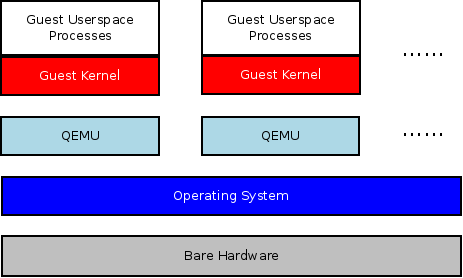 Guest Userspace
Processes
Guest Userspace
Processes
......
Guest Kernel
Guest Kernel
QEMU
QEMU
......
Operating System
Bare Hardware